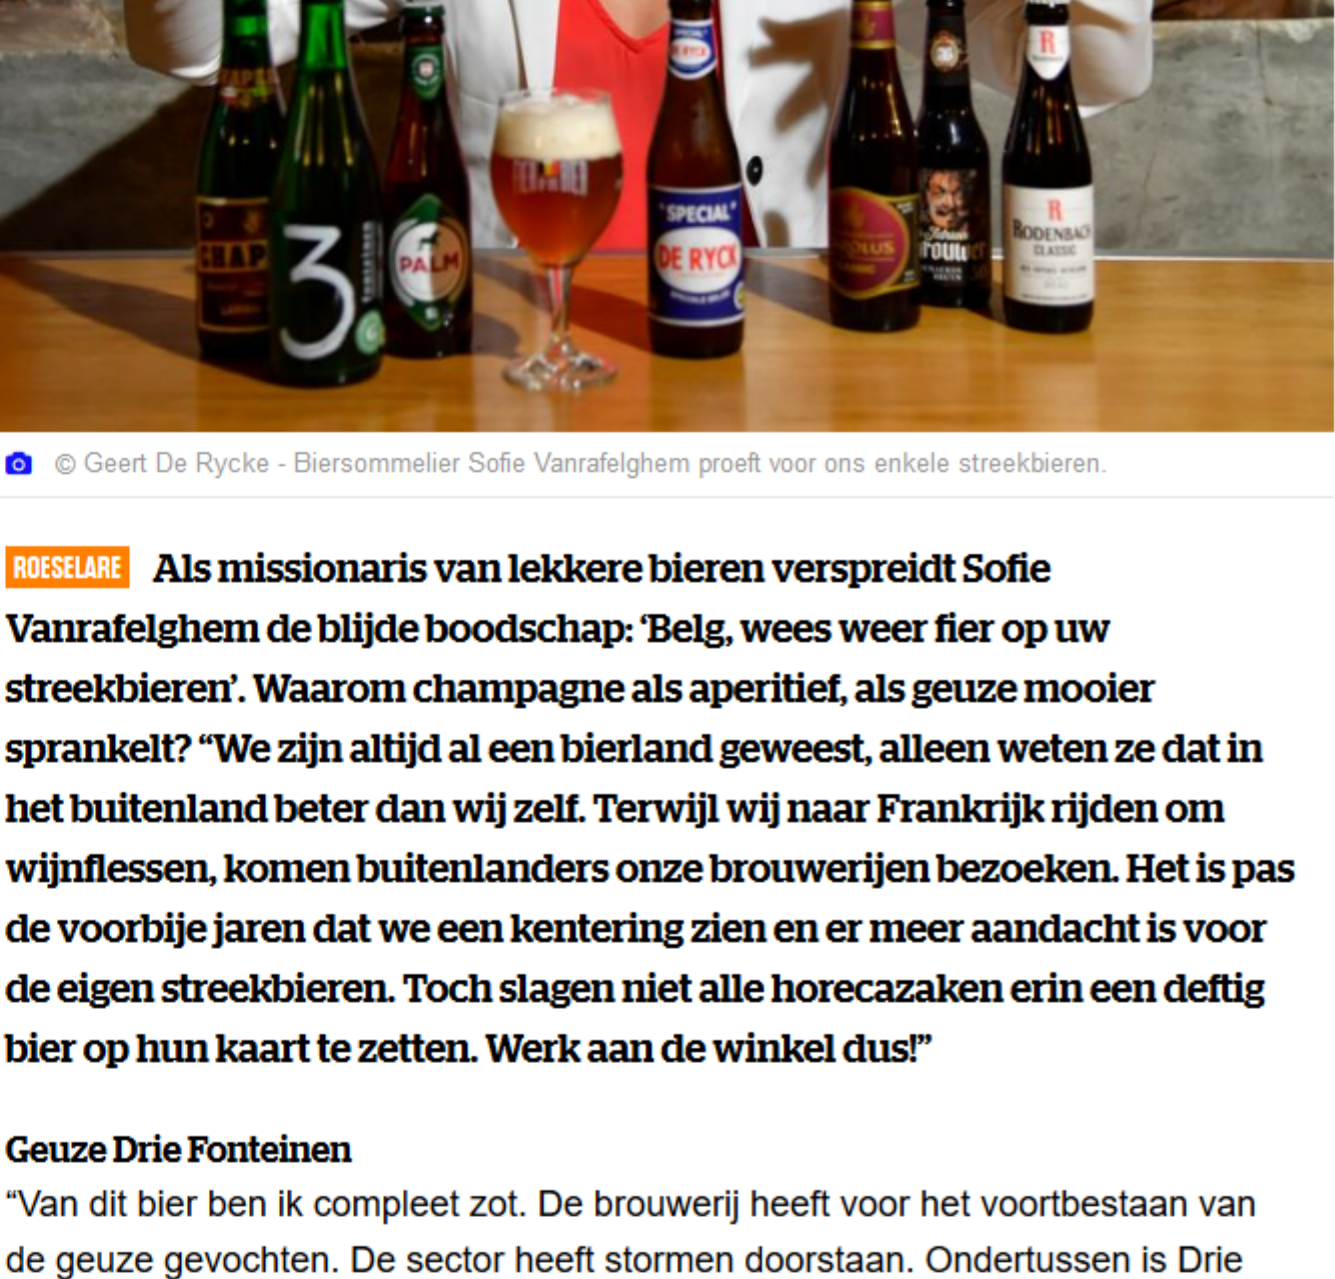 CHAP
3
PALM
"SPECIAL"
DE RYCK
R
RODENBACH
CLASSIC
© Geert De Rycke - Biersommelier Sofie Vanrafelghem proeft voor ons enkele streekbieren.
ROESELARE Als missionaris van lekkere bieren verspreidt Sofie
Vanrafelghem de blijde boodschap: ‘Belg, wees weer fier op uw
streekbieren’. Waarom champagne als aperitief, als geuze mooier
sprankelt? “We zijn altijd al een bierland geweest, alleen weten ze dat in
het buitenland beter dan wij zelf. Terwijl wij naar Frankrijk rijden om
wijnflessen, komen buitenlanders onze brouwerijen bezoeken. Het is pas
de voorbije jaren dat we een kentering zien en er meer aandacht is voor
de eigen streekbieren. Toch slagen niet alle horecazaken erin een deftig
bier op hun kaart te zetten. Werk aan de winkel dus!”
Geuze Drie Fonteinen
“Van dit bier ben ik compleet zot. De brouwerij heeft voor het voortbestaan van
de geuze gevochten. De sector heeft stormen doorstaan. Ondertussen is Drie